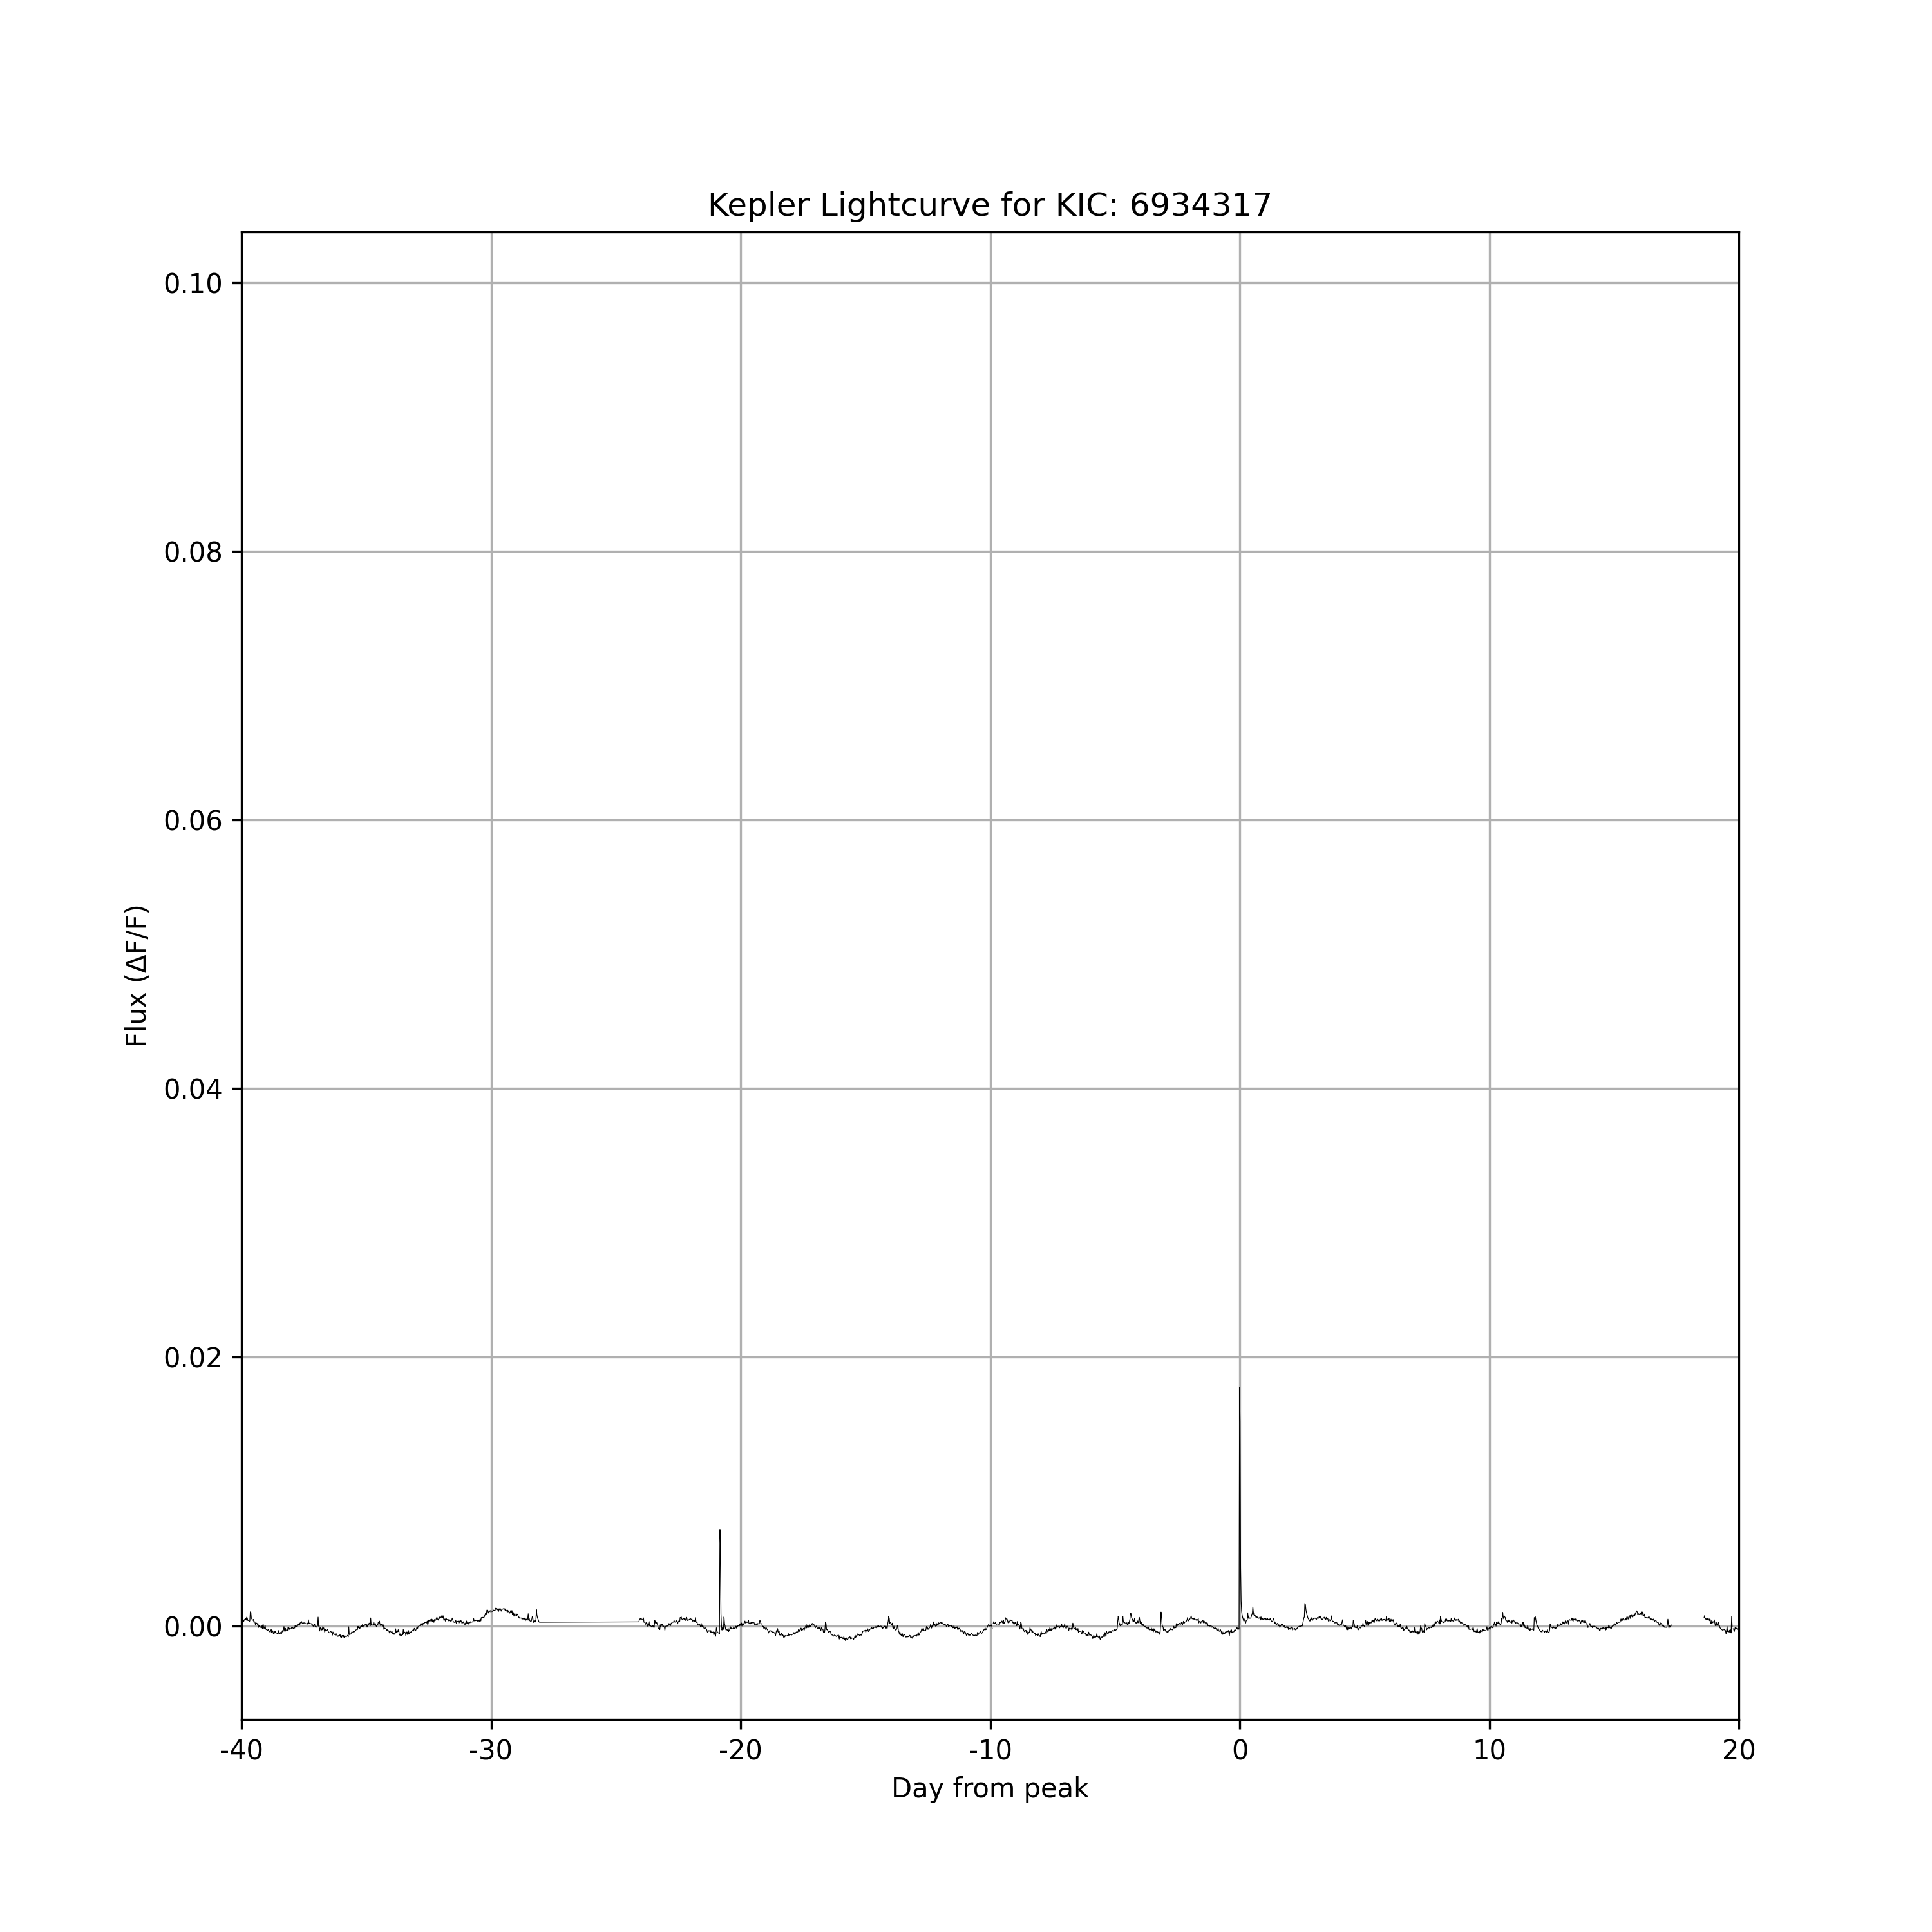 Kepler Lightcurve for KIC: 6934317
0.10
0.08
0.06
0.04
0.02
0.00
Flux (ΔF/F)
-40 -30 -20 -10 0 10 20
Day from peak